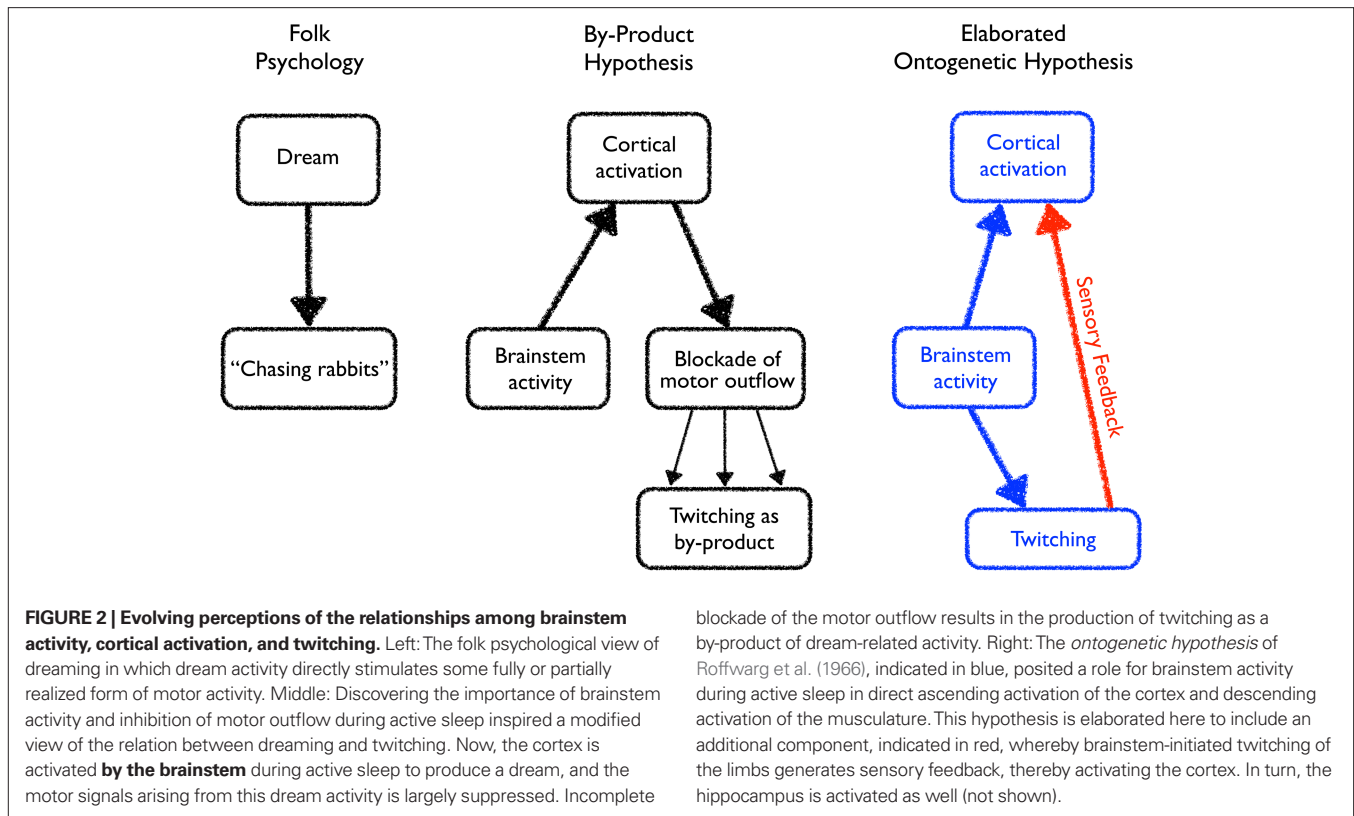 Folk
Psychology
By-Product
Hypothesis
Elaborated
Ontogenetic Hypothesis
Dream
"Chasing rabbits"
Cortical
activation
Brainstem
activity
Blockade of
motor outflow
Twitching as
by-product
Cortical
activation
Brainstem
activity
Sensory Feedback
Twitching
FIGURE 2 | Evolving perceptions of the relationships among brainstem
activity, cortical activation, and twitching. Left: The folk psychological view of
dreaming in which dream activity directly stimulates some fully or partially
realized form of motor activity. Middle: Discovering the importance of brainstem
activity and inhibition of motor outflow during active sleep inspired a modified
view of the relation between dreaming and twitching. Now, the cortex is
activated by the brainstem during active sleep to produce a dream, and the
motor signals arising from this dream activity is largely suppressed. Incomplete
blockade of the motor outflow results in the production of twitching as a
by-product of dream-related activity. Right: The ontogenetic hypothesis of
Roffwarg et al. (1966), indicated in blue, posited a role for brainstem activity
during active sleep in direct ascending activation of the cortex and descending
activation of the musculature. This hypothesis is elaborated here to include an
additional component, indicated in red, whereby brainstem-initiated twitching of
the limbs generates sensory feedback, thereby activating the cortex. In turn, the
hippocampus is activated as well (not shown).